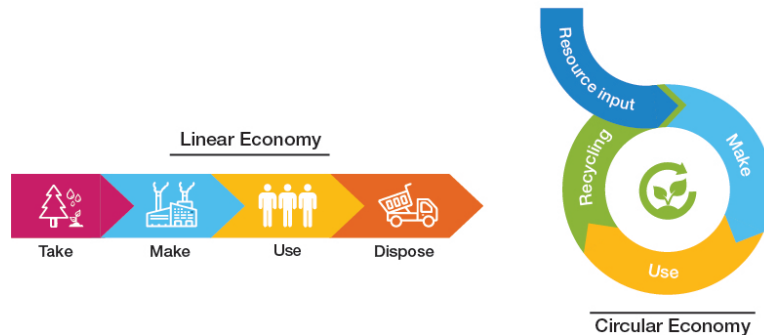 Linear Economy
Take
Make
Use
Dispose
Resource input
Make
Use
Recycling
Circular Economy